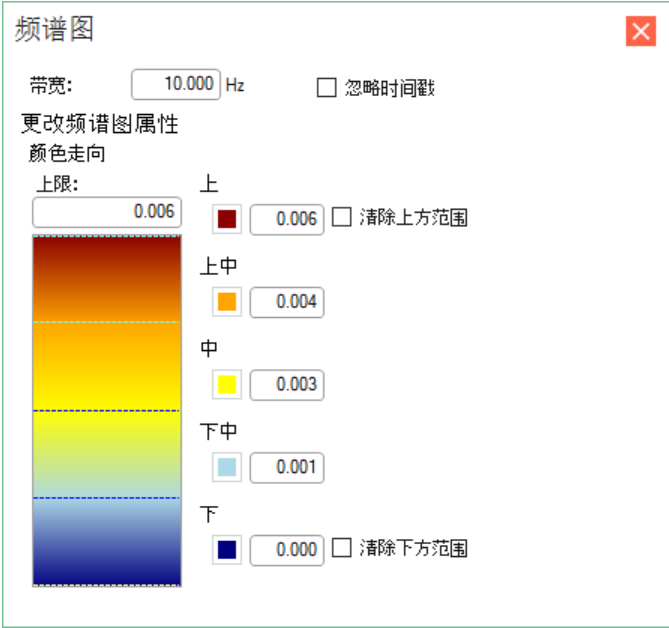 频谱图
带宽: 10.000 Hz 忽略时间戳
更改频谱图属性
颜色走向
上限: 上
0.006
0.006 清除上方范围
上中
0.004
中
0.003
下中
0.001
下
0.000 清除下方范围